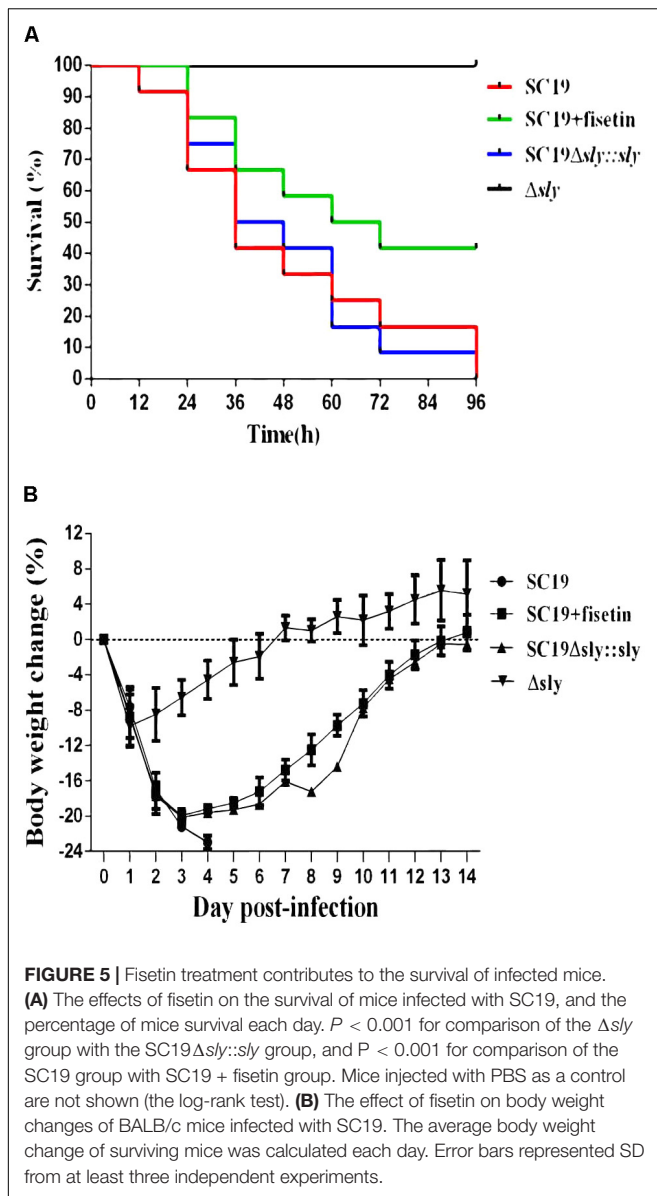 A
Survival (%)
100
90
80
70
60
50
40
30
20
10
0
0 12 24 36 48 60 72 84 96
Time(h)
SC19
SC19+fisetin
SC19Δsly::sly
Δsly
B
Body weight change (%)
12
8
4
0
-4
-8
-12
-16
-20
-24
0 1 2 3 4 5 6 7 8 9 10 11 12 13 14
Day post-infection
SC19
SC19+fisetin
SC19Δsly::sly
Δsly
FIGURE 5 | Fisetin treatment contributes to the survival of infected mice.
(A) The effects of fisetin on the survival of mice infected with SC19, and the
percentage of mice survival each day. P < 0.001 for comparison of the Δsly
group with the SC19Δsly::sly group, and P < 0.001 for comparison of the
SC19 group with SC19 + fisetin group. Mice injected with PBS as a control
are not shown (the log-rank test). (B) The effect of fisetin on body weight
changes of BALB/c mice infected with SC19. The average body weight
change of surviving mice was calculated each day. Error bars represented SD
from at least three independent experiments.